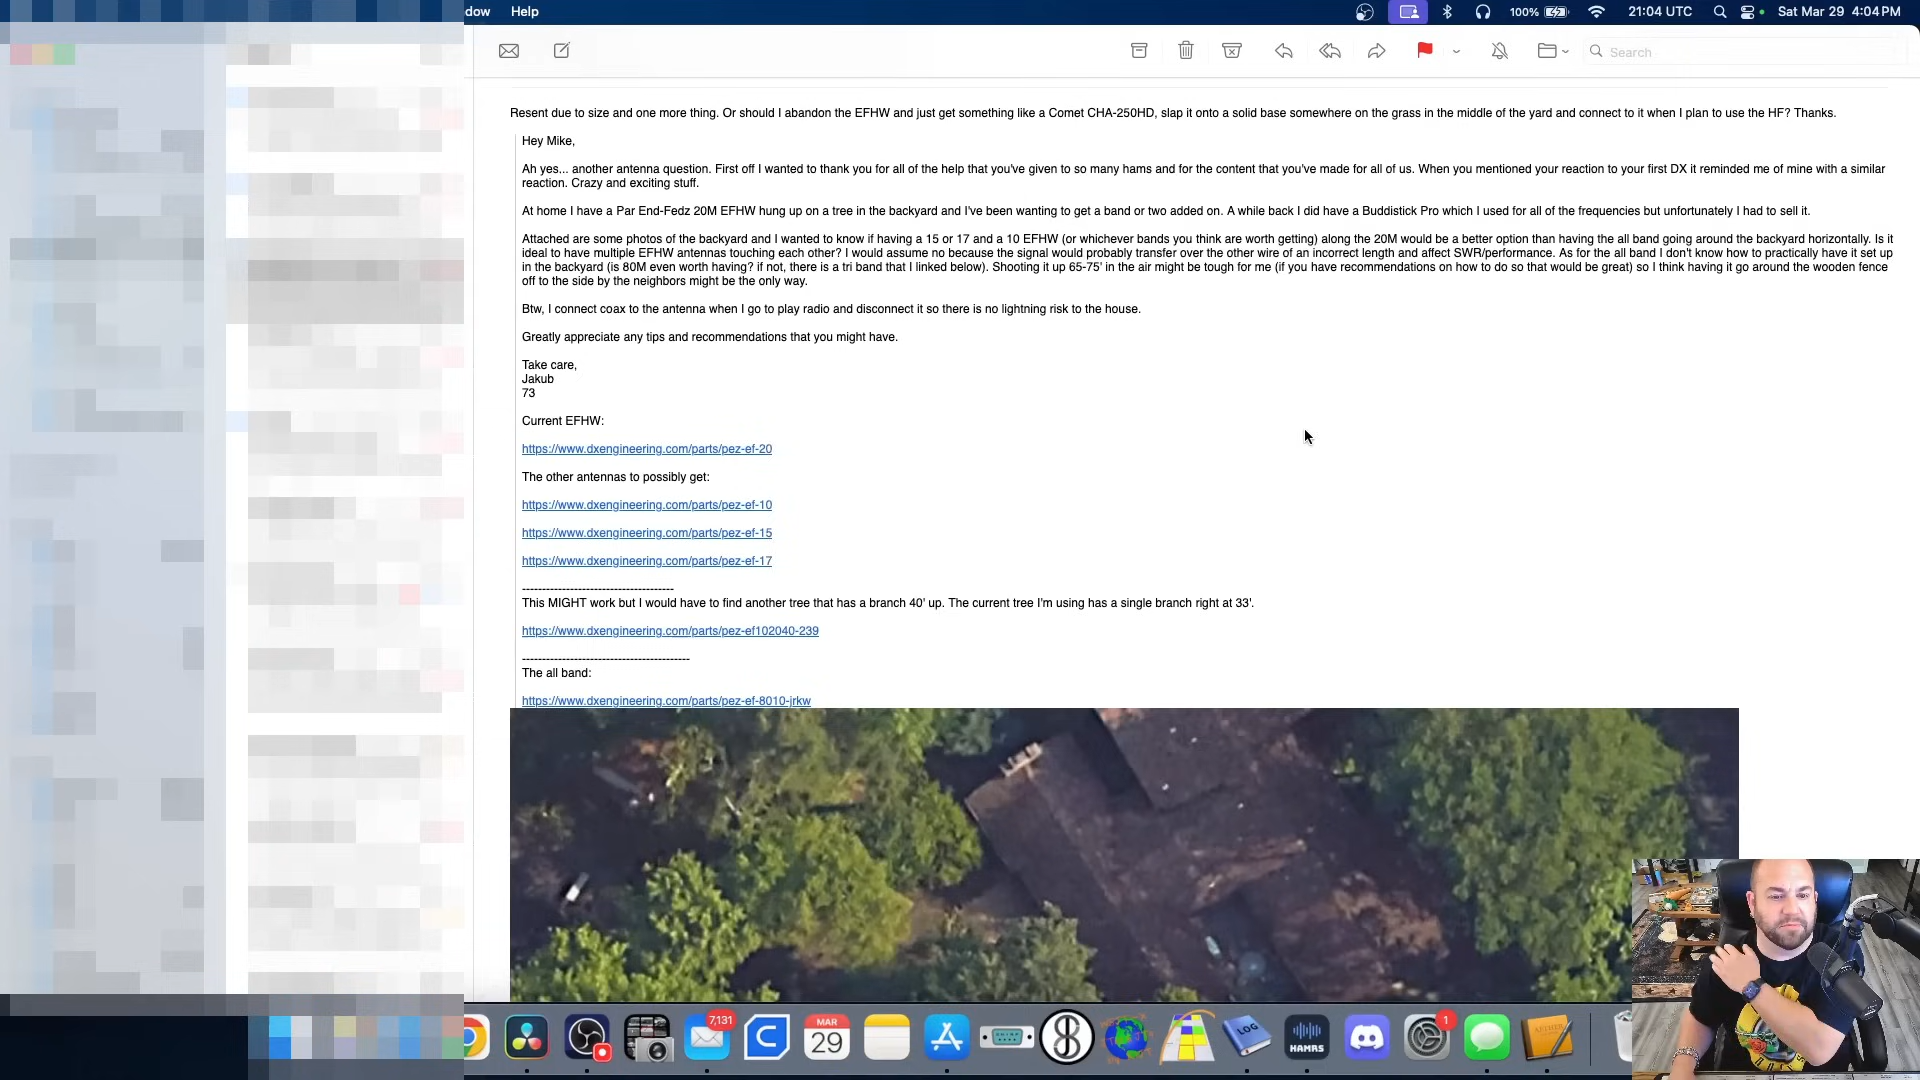 dow Help 100% 21:04 UTC Sat Mar 29 4:04 PM
Search
Resent due to size and one more thing. Or should I abandon the EFHW and just get something like a Comet CHA-250HD, slap it onto a solid base somewhere on the grass in the middle of the yard and connect to it when I plan to use the HF? Thanks.
Hey Mike,
Ah yes... another antenna question. First off I wanted to thank you for all of the help that you've given to so many hams and for the content that you've made for all of us. When you mentioned your reaction to your first DX it reminded me of mine with a similar
reaction. Crazy and exciting stuff.
At home I have a Par End-Fedz 20M EFHW hung up on a tree in the backyard and I've been wanting to get a band or two added on. A while back I did have a Buddistick Pro which I used for all of the frequencies but unfortunately I had to sell it.
Attached are some photos of the backyard and I wanted to know if having a 15 or 17 and a 10 EFHW (or whichever bands you think are worth getting) along the 20M would be a better option than having the all band going around the backyard horizontally. Is it
ideal to have multiple EFHW antennas touching each other? I would assume no because the signal would probably transfer over the other wire of an incorrect length and affect SWR/performance. As for the all band I don't know how to practically have it set up
in the backyard (is 80M even worth having? if not, there is a tri band that I linked below). Shooting it up 65-75' in the air might be tough for me (if you have recommendations on how to do so that would be great) so I think having it go around the wooden fence
off to the side by the neighbors might be the only way.
Btw, I connect coax to the antenna when I go to play radio and disconnect it so there is no lightning risk to the house.
Greatly appreciate any tips and recommendations that you might have.
Take care,
Jakub
73
Current EFHW:
https://www.dxengineering.com/parts/pez-ef-20
The other antennas to possibly get:
https://www.dxengineering.com/parts/pez-ef-10
https://www.dxengineering.com/parts/pez-ef-15
https://www.dxengineering.com/parts/pez-ef-17
--------------------------------------
This MIGHT work but I would have to find another tree that has a branch 40' up. The current tree I'm using has a single branch right at 33'.
https://www.dxengineering.com/parts/pez-ef102040-239
------------------------------------------
The all band:
https://www.dxengineering.com/parts/pez-ef-8010-jrkw
7,131
MAR
29
LOG
HAMRS
1